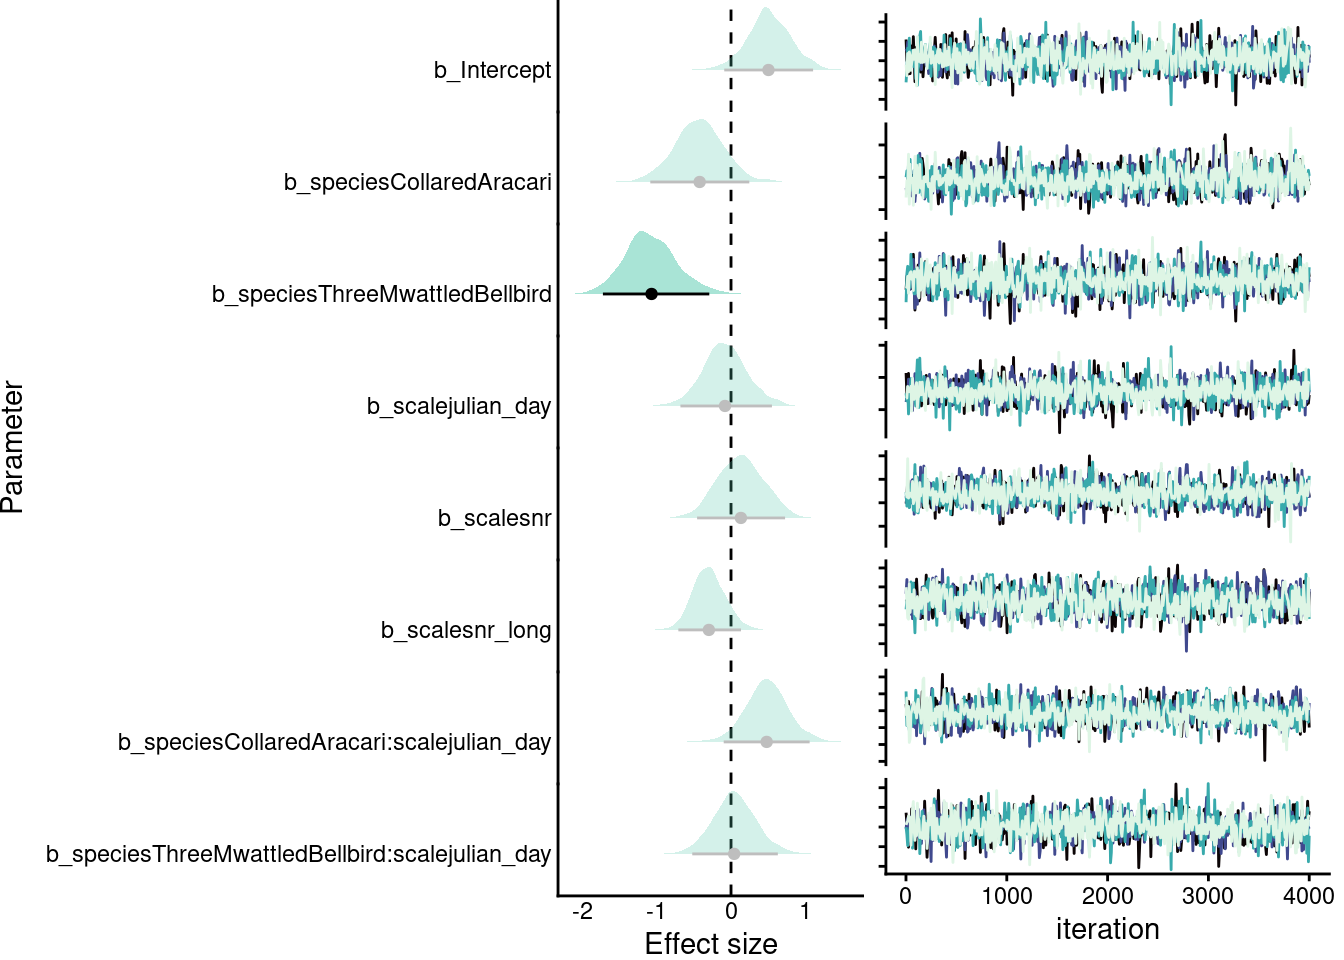 Parameter
b_Intercept
b_speciesCollaredAracari
b_speciesThreeMwattledBellbird
b_scalejulian_day
b_scalesnr
b_scalesnr_long
b_speciesCollaredAracari:scalejulian_day
b_speciesThreeMwattledBellbird:scalejulian_day
-2 -1 0 1
Effect size
0 1000 2000 3000 4000
iteration